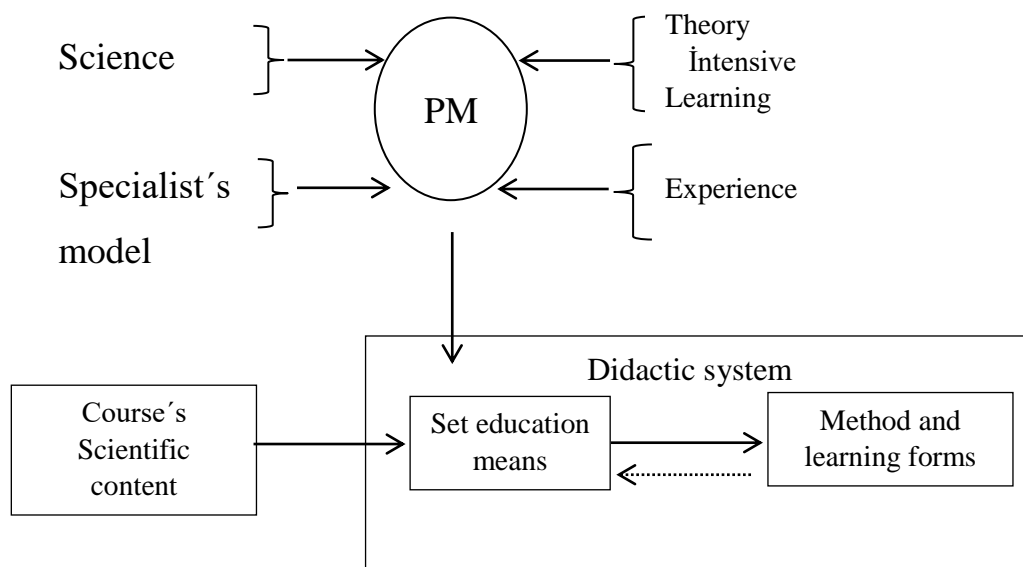 Science
PM
Theory
İntensive
Learning
Specialist´s
model
Experience
Didactic system
Course´s
Scientific
content
Set education
means
Method and
learning forms